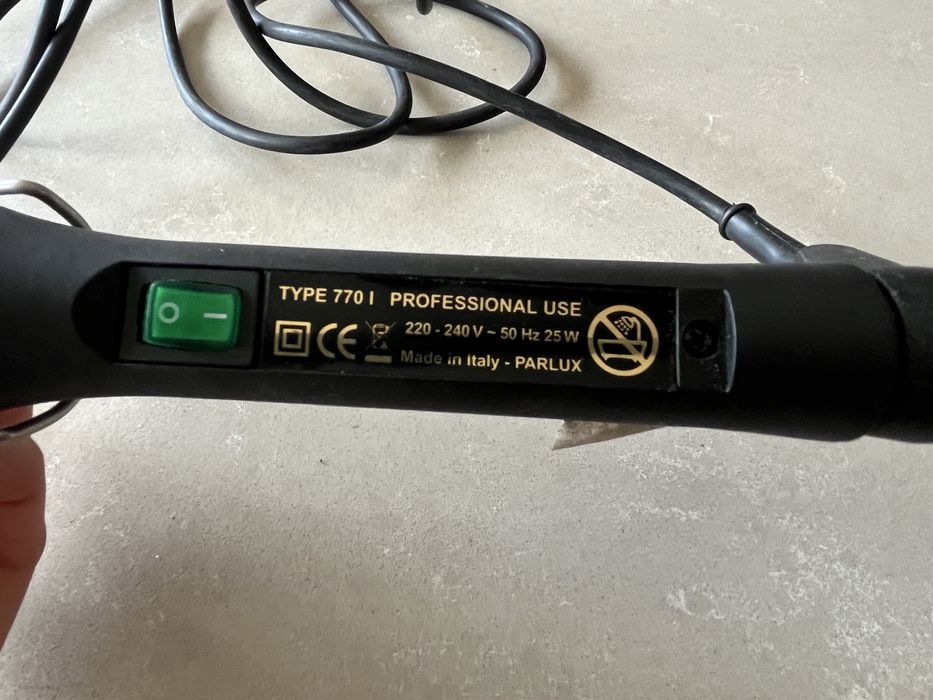 TYPE 770 I PROFESSIONAL USE
220 - 240 V ~ 50 Hz 25 W
Made in Italy - PARLUX